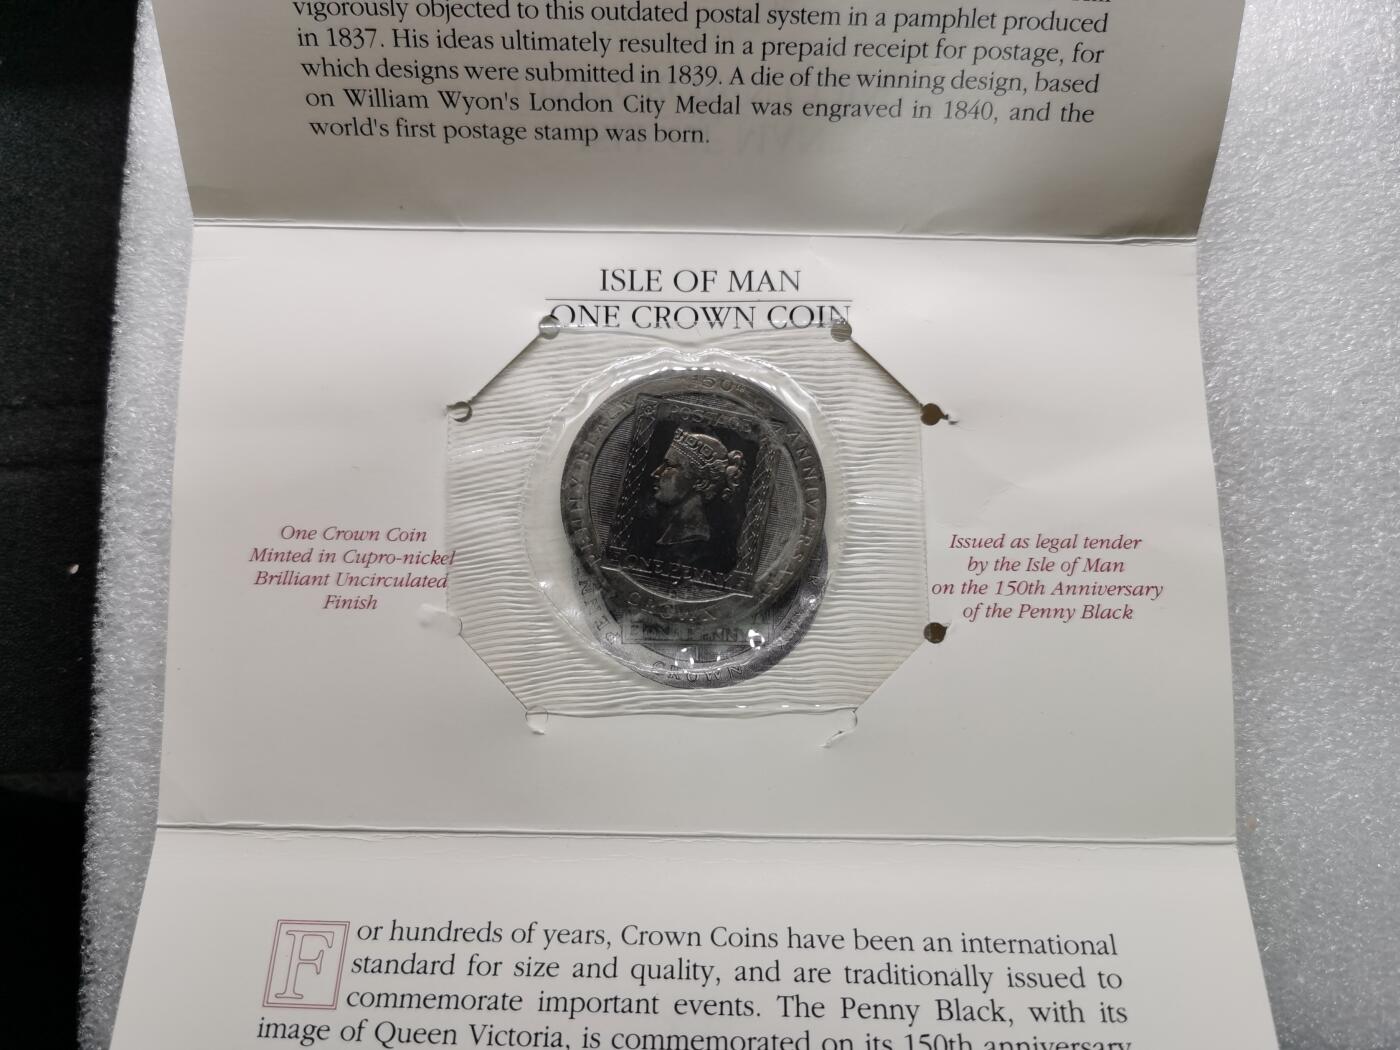 vigorously objected to this outdated postal system in a pamphlet produced
in 1837. His ideas ultimately resulted in a prepaid receipt for postage, for
which designs were submitted in 1839. A die of the winning design, based
on William Wyon's London City Medal was engraved in 1840, and the
world's first postage stamp was born.
ISLE OF MAN
ONE CROWN COIN
150TH ANNIVERSARY
PENNY BLACK
POSTAGE
ONE PENNY
CROWN
One Crown Coin
Minted in Cupro-nickel
Brilliant Uncirculated
Finish
Issued as legal tender
by the Isle of Man
on the 150th Anniversary
of the Penny Black
For hundreds of years, Crown Coins have been an international
standard for size and quality, and are traditionally issued to
commemorate important events. The Penny Black, with its
image of Queen Victoria, is commemorated on its 150th anniversary